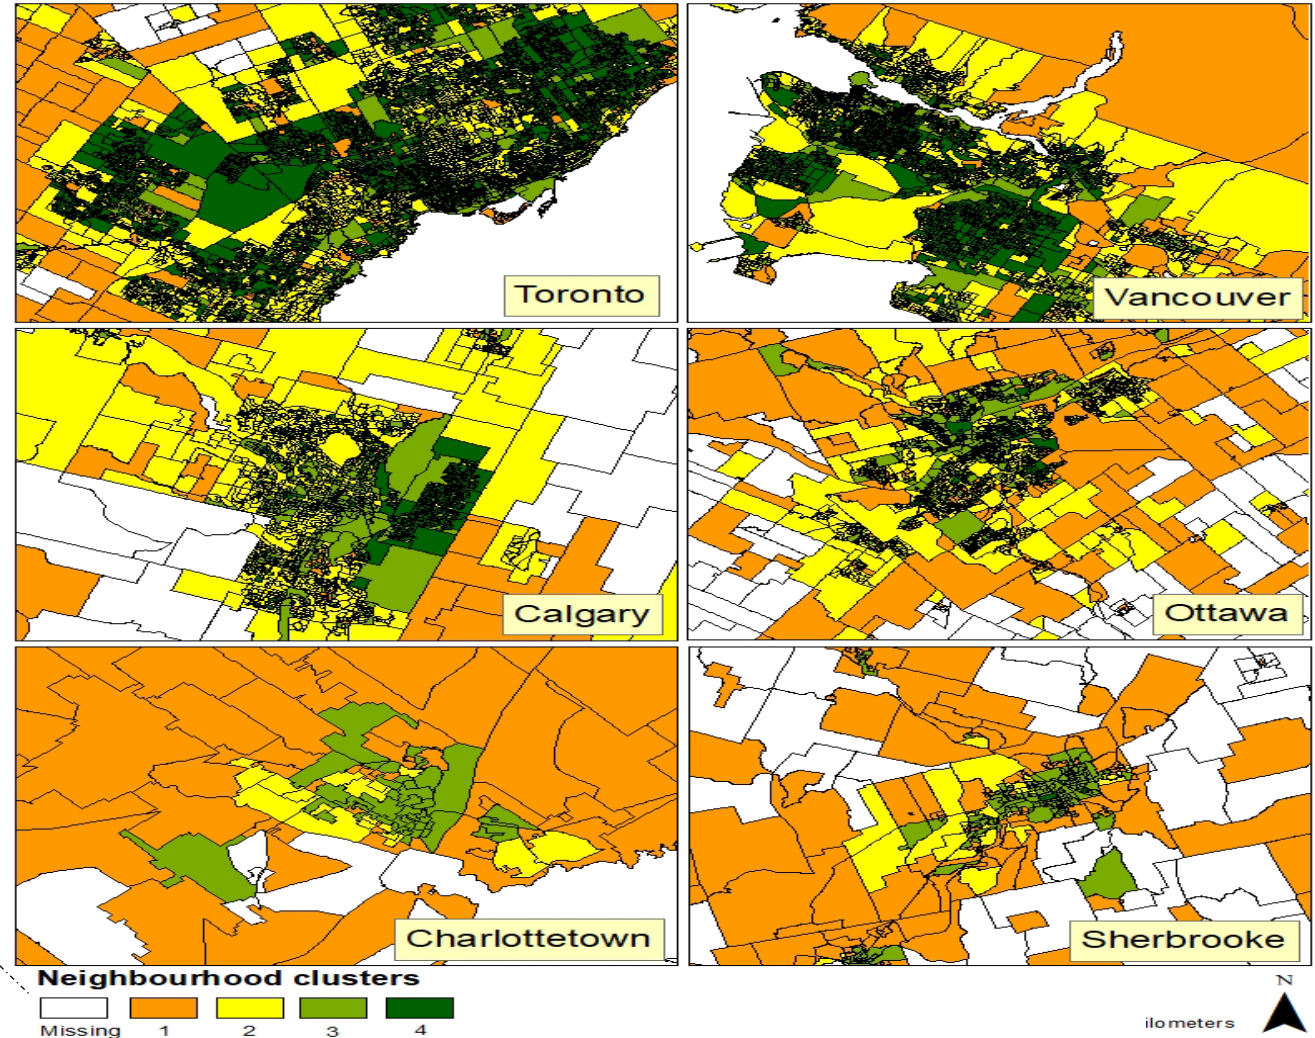 Toronto
Vancouver
Calgary
Ottawa
Charlottetown
Sherbrooke
Neighbourhood clusters
Missing 1 2 3 4
N
ilometers